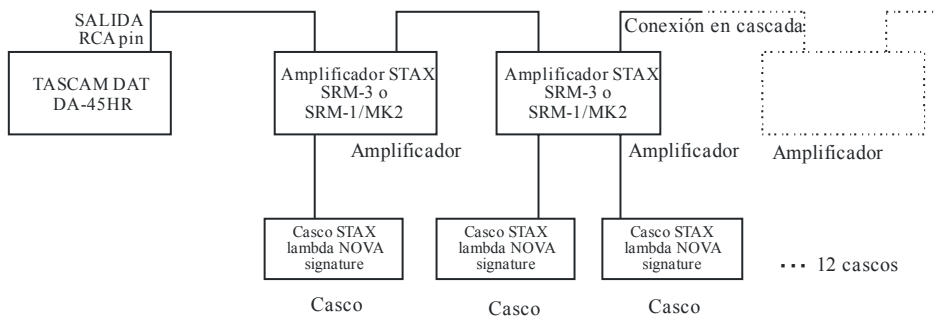 SALIDA
RCA pin
Conexión en cascada
TASCAM DAT
DA-45HR
Amplificador STAX
SRM-3 o
SRM-1/MK2
Amplificador STAX
SRM-3 o
SRM-1/MK2
Amplificador
Amplificador
Amplificador
Casco STAX
lambda NOVA
signature
Casco STAX
lambda NOVA
signature
Casco STAX
lambda NOVA
signature
... 12 cascos
Casco
Casco
Casco